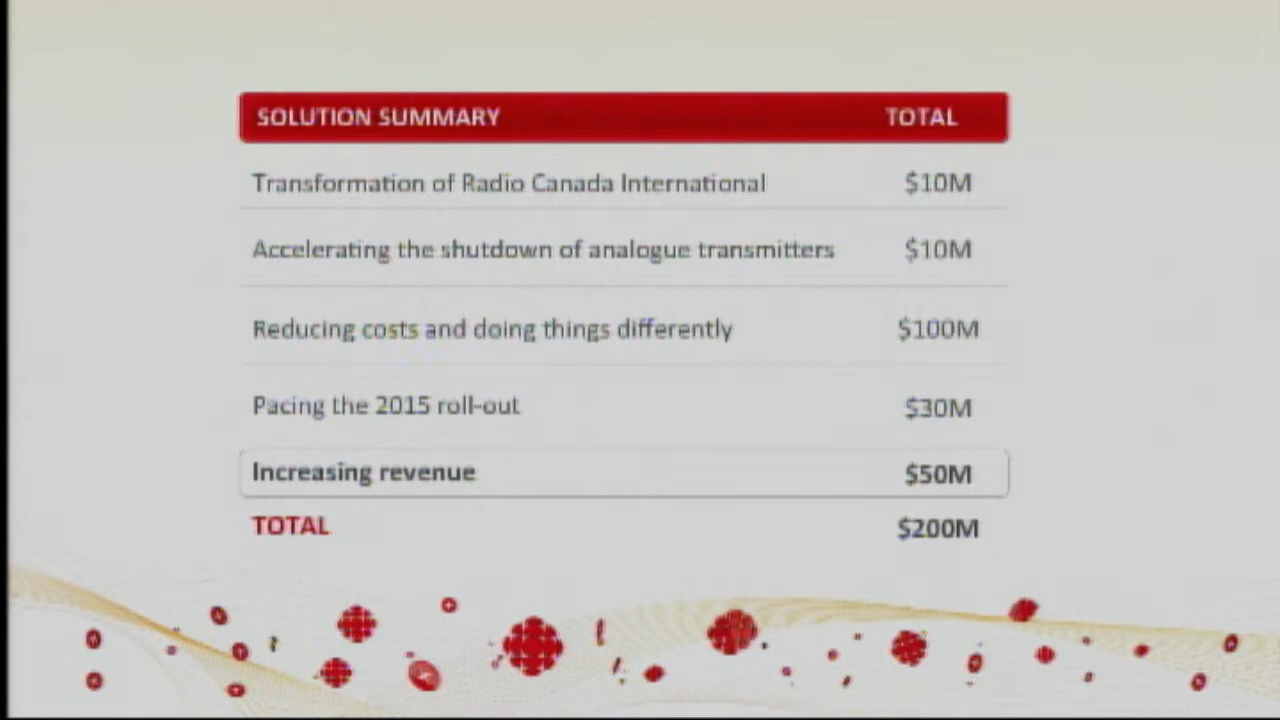 SOLUTION SUMMARY TOTAL
Transformation of Radio Canada International $10M
Accelerating the shutdown of analogue transmitters $10M
Reducing costs and doing things differently $100M
Pacing the 2015 roll-out $30M
Increasing revenue $50M
TOTAL $200M